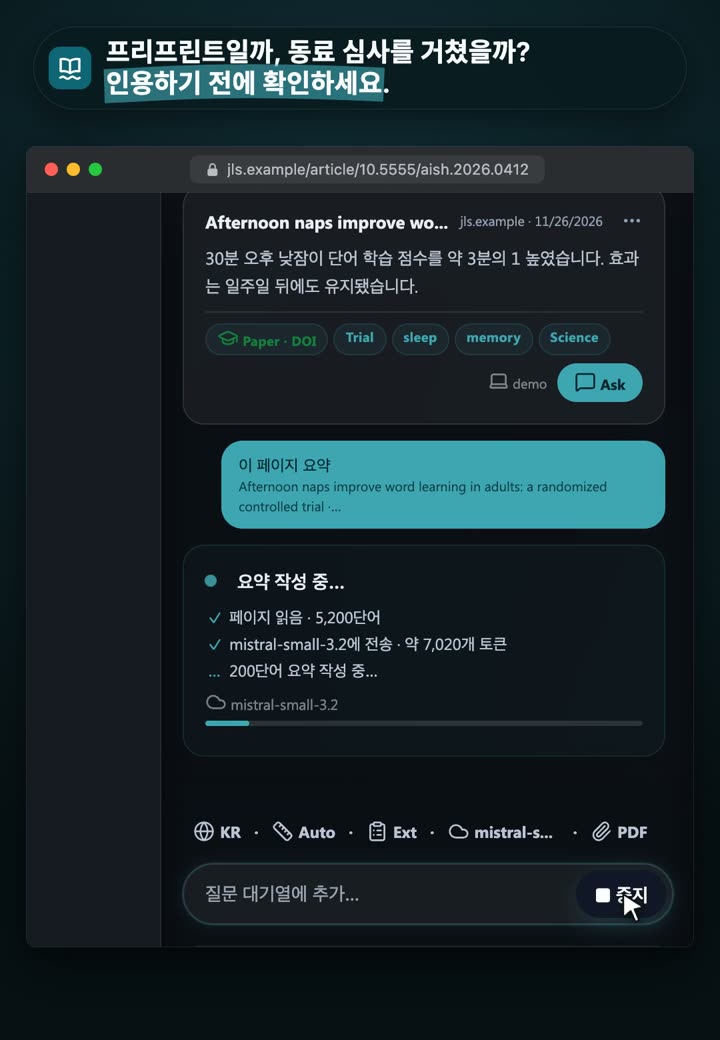 프리프린트일까, 동료 심사를 거쳤을까?
인용하기 전에 확인하세요.
jls.example/article/10.5555/aish.2026.0412
Afternoon naps improve wo... jls.example · 11/26/2026 ...
30분 오후 낮잠이 단어 학습 점수를 약 3분의 1 높였습니다. 효과
는 일주일 뒤에도 유지됐습니다.
Paper · DOI Trial sleep memory Science
demo Ask
이 페이지 요약
Afternoon naps improve word learning in adults: a randomized
controlled trial ·...
요약 작성 중...
✓ 페이지 읽음 · 5,200단어
✓ mistral-small-3.2에 전송 · 약 7,020개 토큰
... 200단어 요약 작성 중...
mistral-small-3.2
KR · Auto · Ext · mistral-s... · PDF
질문 대기열에 추가... 중지